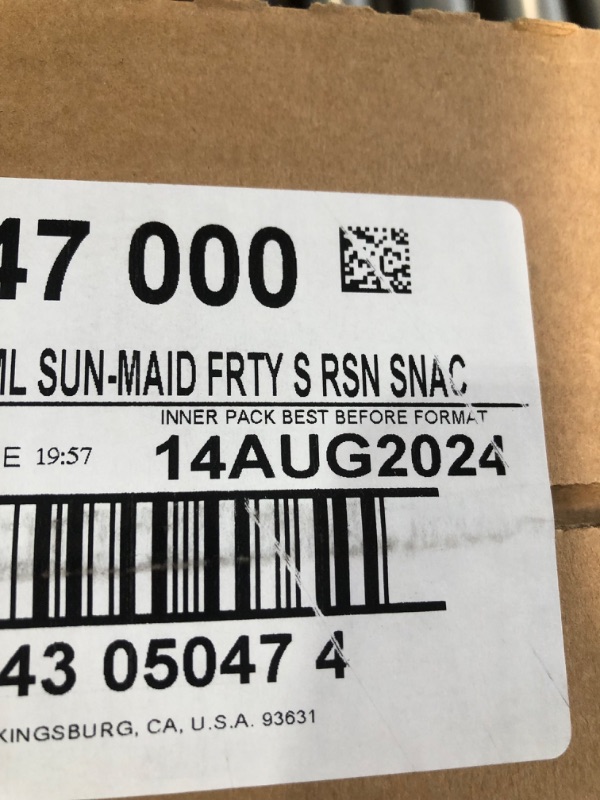 47 000
ML SUN-MAID FRTY S RSN SNAC
INNER PACK BEST BEFORE FORMAT
E 19:57 14AUG2024
43 05047 4
KINGSBURG, CA, U.S.A. 93631